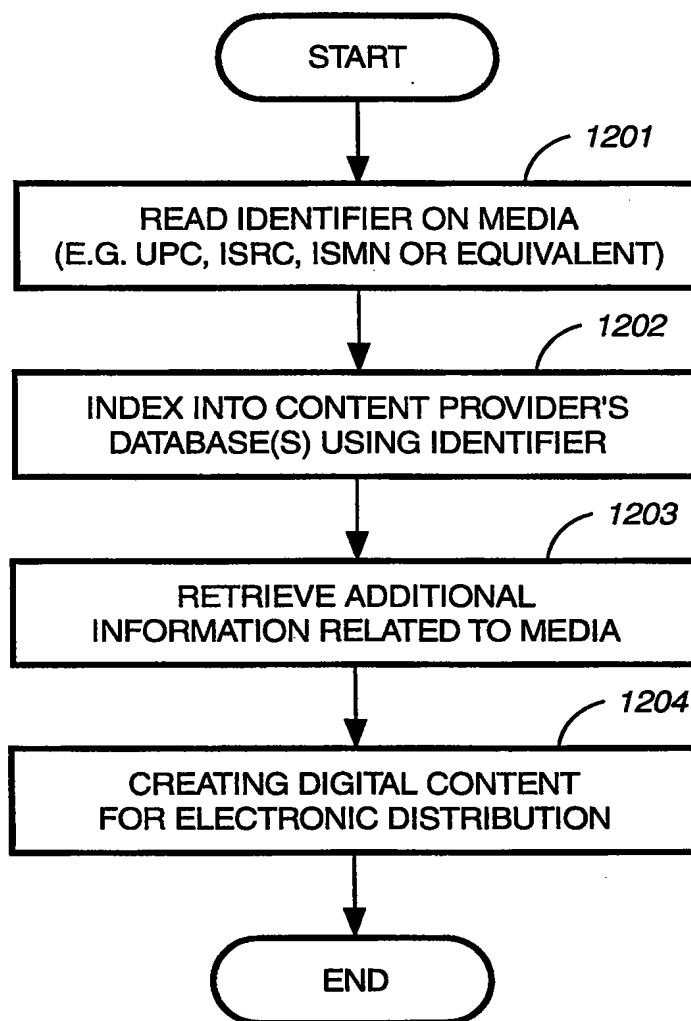 START
1201
READ IDENTIFIER ON MEDIA
(E.G. UPC, ISRC, ISMN OR EQUIVALENT)
1202
INDEX INTO CONTENT PROVIDER'S
DATABASE(S) USING IDENTIFIER
1203
RETRIEVE ADDITIONAL
INFORMATION RELATED TO MEDIA
1204
CREATING DIGITAL CONTENT
FOR ELECTRONIC DISTRIBUTION
END